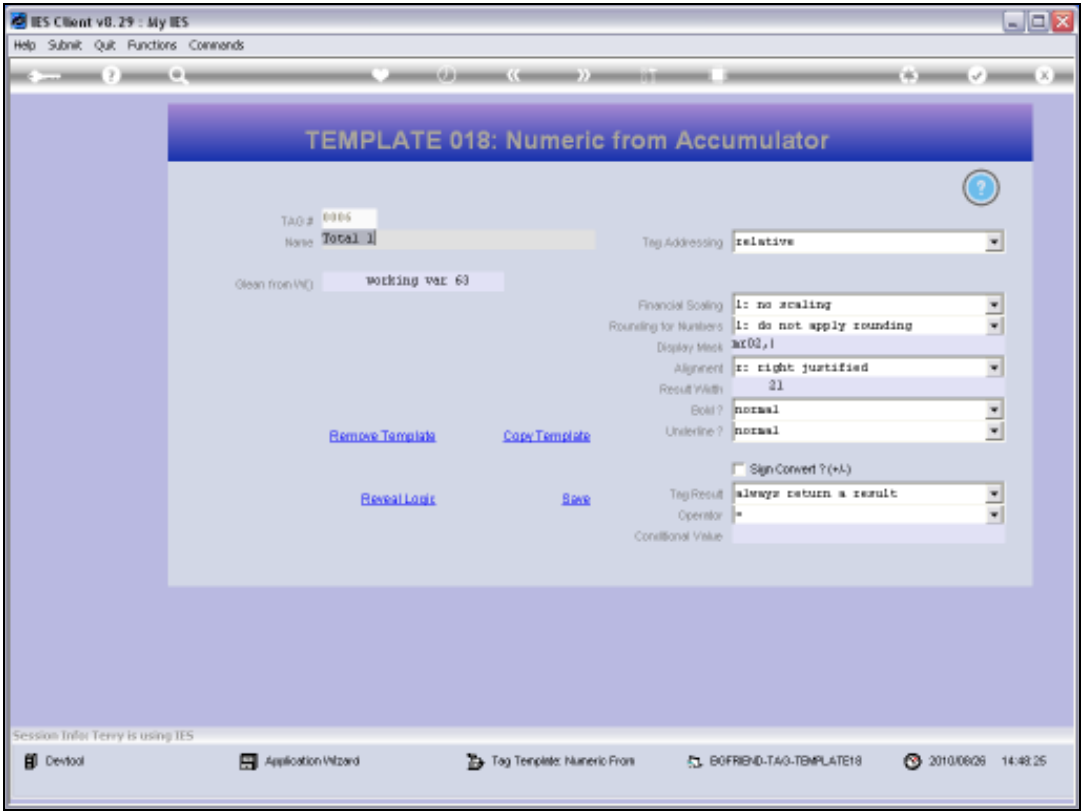 IES Client v8.29 : My IES
Help Submit Quit Functions Commands
TEMPLATE 018: Numeric from Accumulator
TAG # 0006
Name Total 1
Tag Addressing relative
Glean from W() working var 63
Financial Scaling 1: no scaling
Rounding for Numbers 1: do not apply rounding
Display Mask mr02,|
Alignment r: right justified
Result Width 21
Bold ? normal
Underline ? normal
Remove Template Copy Template
Sign Convert ? (+/-)
Reveal Logic Save
Tag Result always return a result
Operator =
Conditional Value
Session Info: Terry is using IES
Devtool Application Wizard Tag Template: Numeric From BGFRIEND-TAG-TEMPLATE18 2010/08/26 14:48:25